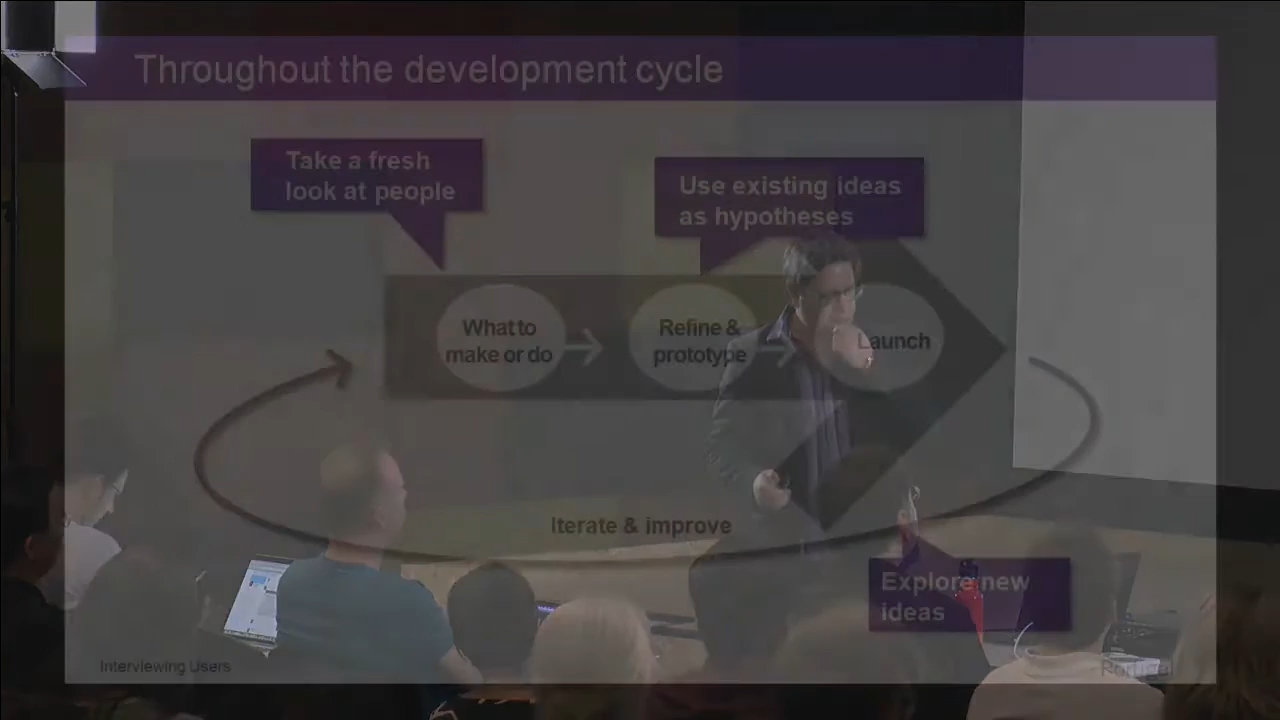 Throughout the development cycle
Take a fresh
look at people
Use existing ideas
as hypotheses
What to
make or do
Refine &
prototype
Launch
Iterate & improve
Explore new
ideas
Interviewing Users
Portigal